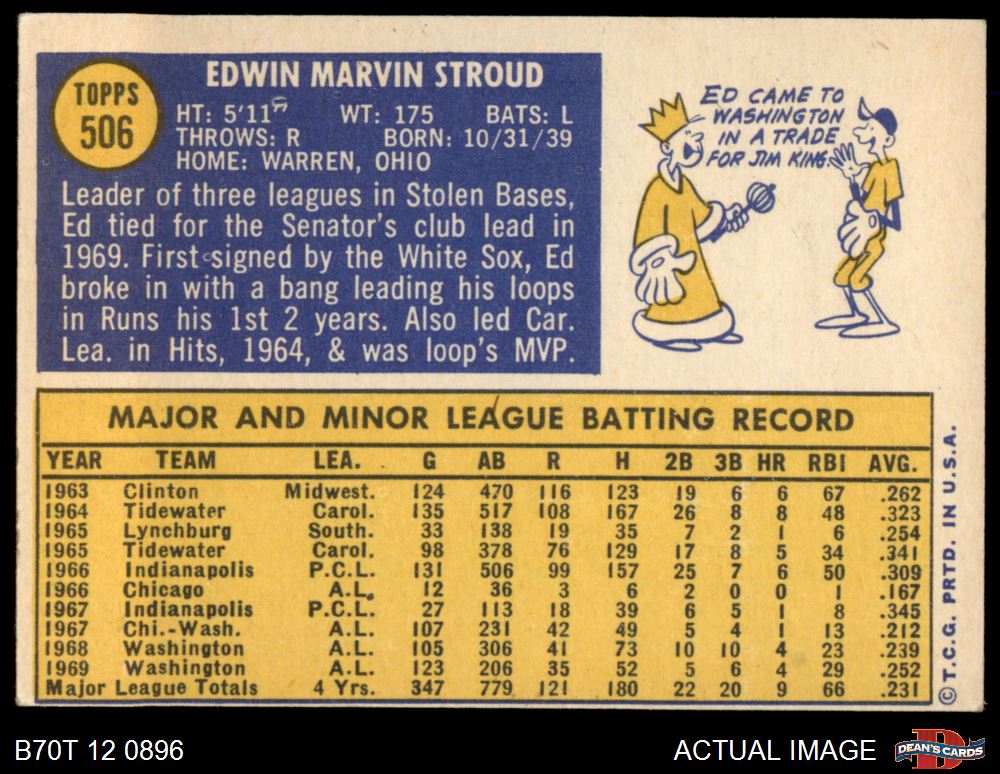 TOPPS
506
EDWIN MARVIN STROUD
HT: 5'11" WT: 175 BATS: L
THROWS: R BORN: 10/31/39
HOME: WARREN, OHIO
Leader of three leagues in Stolen Bases,
Ed tied for the Senator's club lead in
1969. First signed by the White Sox, Ed
broke in with a bang leading his loops
in Runs his 1st 2 years. Also led Car.
Lea. in Hits, 1964, & was loop's MVP.
ED CAME TO
WASHINGTON
IN A TRADE
FOR JIM KING.
MAJOR AND MINOR LEAGUE BATTING RECORD
YEAR TEAM LEA. G AB R H 2B 3B HR RBI AVG.
1963 Clinton Midwest. 124 470 116 123 19 6 6 67 .262
1964 Tidewater Carol. 135 517 108 167 26 8 8 48 .323
1965 Lynchburg South. 33 138 19 35 7 2 1 6 .254
1965 Tidewater Carol. 98 378 76 129 17 8 5 34 .341
1966 Indianapolis P.C.L. 131 506 99 157 25 7 6 50 .309
1966 Chicago A.L. 12 36 3 6 2 0 0 1 .167
1967 Indianapolis P.C.L. 27 113 18 39 6 5 1 8 .345
1967 Chi.-Wash. A.L. 107 231 42 49 5 4 1 13 .212
1968 Washington A.L. 105 306 41 73 10 10 4 23 .239
1969 Washington A.L. 123 206 35 52 5 6 4 29 .252
Major League Totals 4 Yrs. 347 779 121 180 22 20 9 66 .231
© T.C.G. PRTD. IN U.S.A.
B70T 12 0896
ACTUAL IMAGE
DEAN'S CARDS